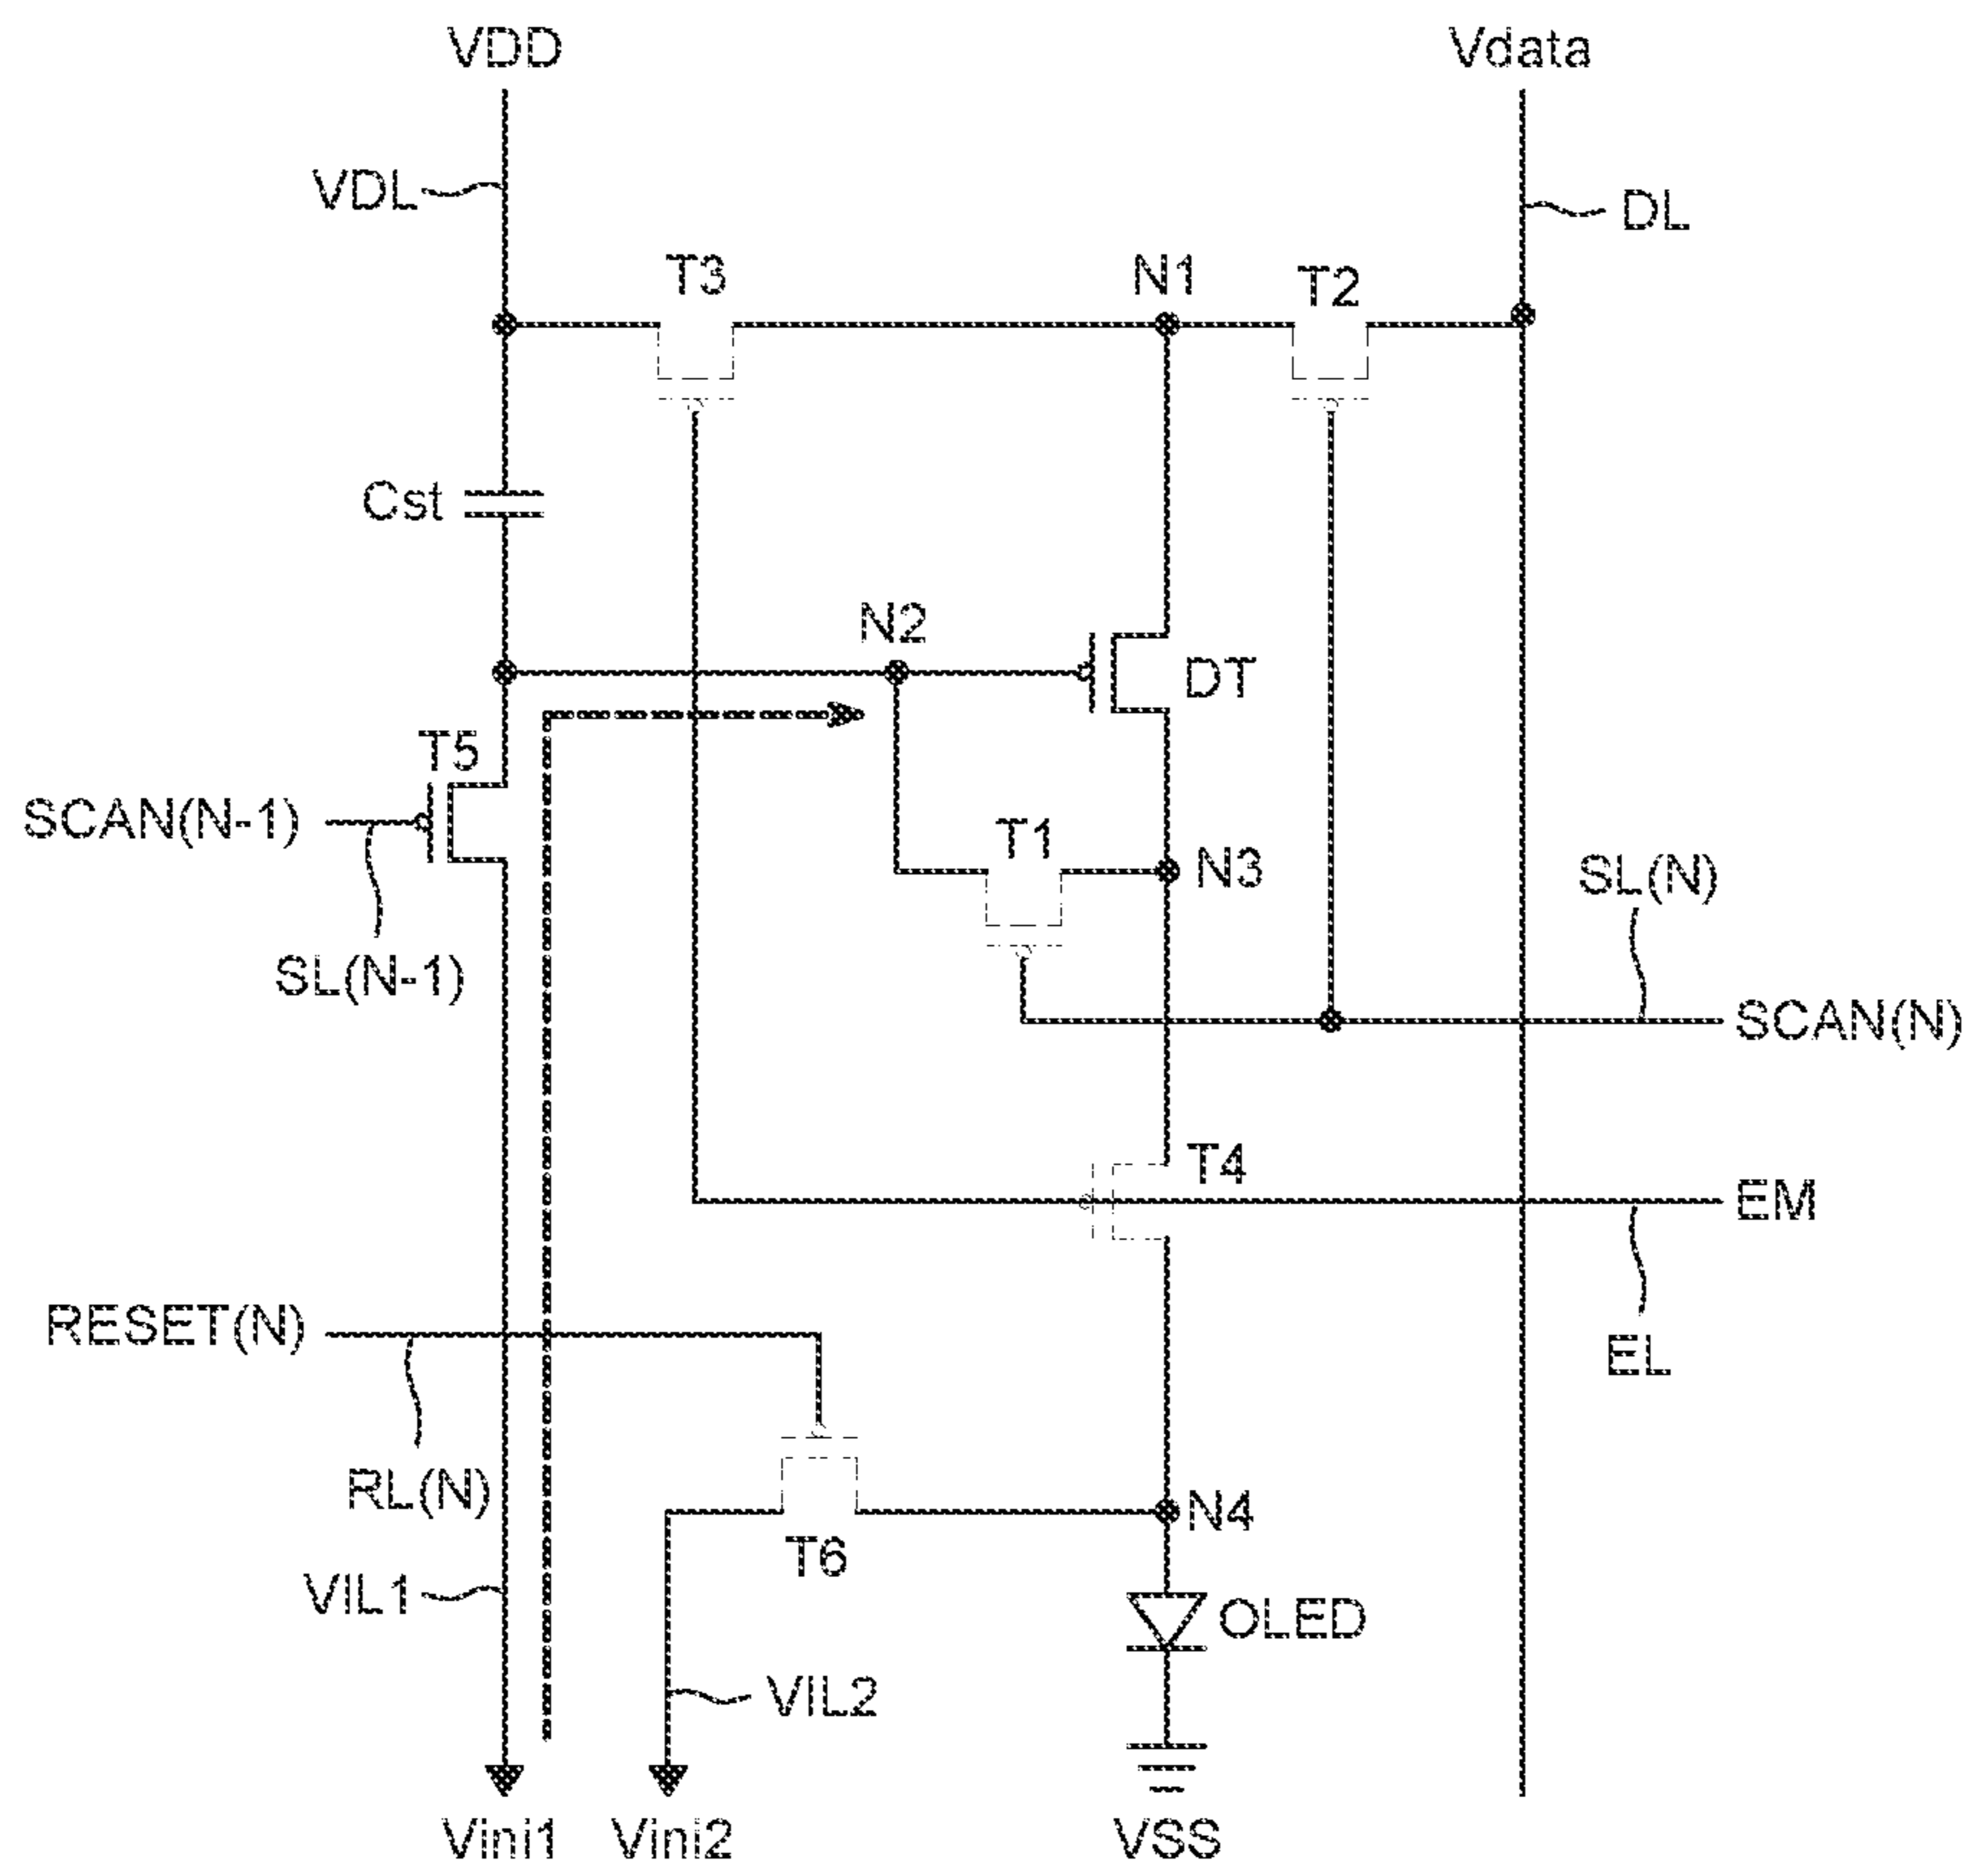 VDD
Vdata
VDL
DL
T3
N1
T2
Cst
N2
DT
T5
SCAN(N-1)
T1
N3
SL(N)
SL(N-1)
SCAN(N)
T4
EM
RESET(N)
EL
RL(N)
N4
T6
VIL1
OLED
VIL2
Vini1
Vini2
VSS